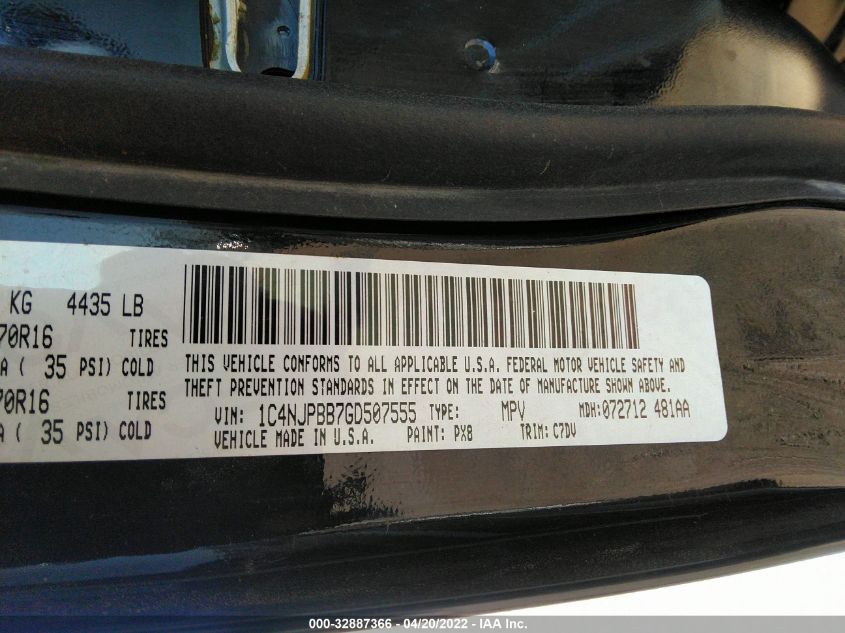 KG 4435 LB
70R16 TIRES
A ( 35 PSI) COLD
70R16 TIRES
A ( 35 PSI) COLD
THIS VEHICLE CONFORMS TO ALL APPLICABLE U.S.A. FEDERAL MOTOR VEHICLE SAFETY AND
THEFT PREVENTION STANDARDS IN EFFECT ON THE DATE OF MANUFACTURE SHOWN ABOVE.
VIN: 1C4NJPBB7GD507555 TYPE: MPV MDH: 072712 481AA
VEHICLE MADE IN U.S.A. PAINT: PX8 TRIM: C7DV
000-32887366 - 04/20/2022 - IAA Inc.